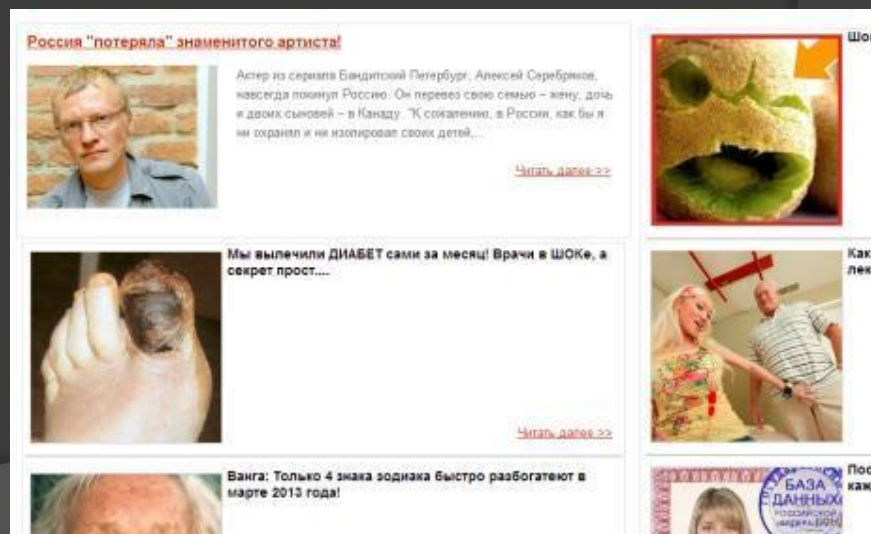 Россия "потеряла" знаменитого артиста!
Актер из сериала Бандитский Петербург, Алексей Серебряков,
навсегда покинул Россию. Он перевез свою семью – жену, дочь
и двоих сыновей – в Канаду. "К сожалению, в России, как бы я
ни охранял и ни изолировал своих детей,...
Читать далее >>
Мы вылечили ДИАБЕТ сами за месяц! Врачи в ШОКе, а
секрет прост....
Читать далее >>
Ванга: Только 4 знака зодиака быстро разбогатеют в
марте 2013 года!
Шо
Как
лек
БАЗА
ДАННЫХ
Пос
каж